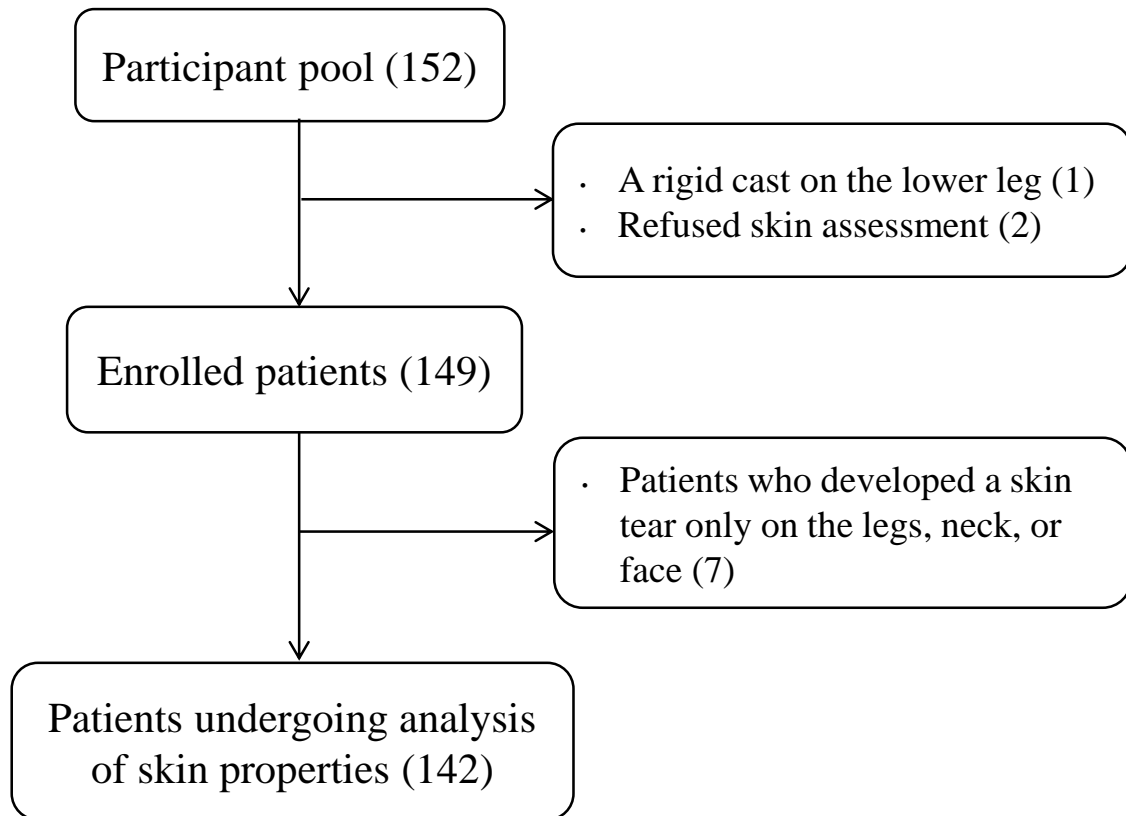 Participant pool (152)
· A rigid cast on the lower leg (1)
· Refused skin assessment (2)
Enrolled patients (149)
· Patients who developed a skin
tear only on the legs, neck, or
face (7)
Patients undergoing analysis
of skin properties (142)